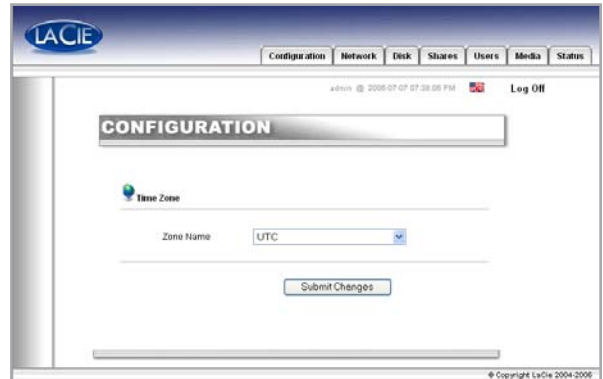 LACIE
Configuration Network Disk Shares Users Media Status
admin @ 2006-07-07 07:38:06 PM Log Off
CONFIGURATION
Time Zone
Zone Name UTC
Submit Changes
© Copyright LaCie 2004-2006